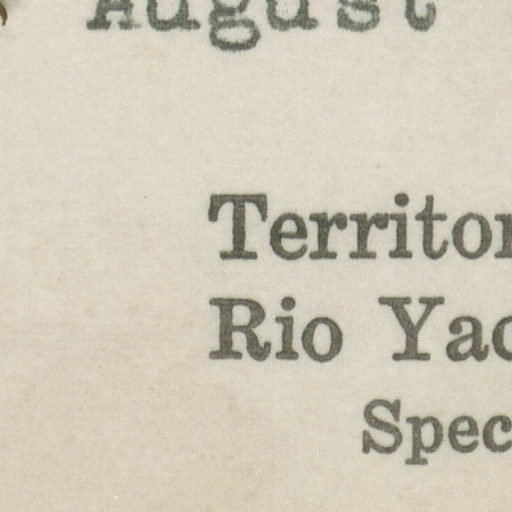 August
Territor
Rio Yac
Spec